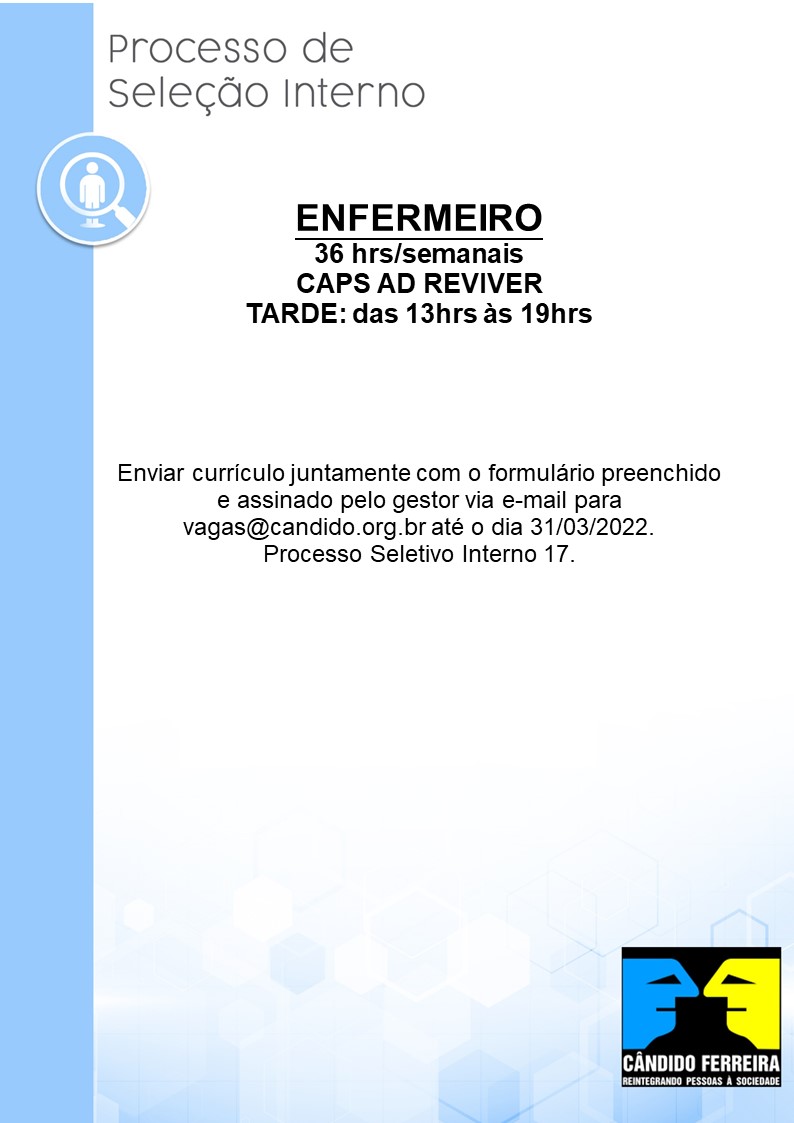 Processo de
Seleção Interno
ENFERMEIRO
36 hrs/semanais
CAPS AD REVIVER
TARDE: das 13hrs às 19hrs
Enviar currículo juntamente com o formulário preenchido
e assinado pelo gestor via e-mail para
vagas@candido.org.br até o dia 31/03/2022.
Processo Seletivo Interno 17.
CÂNDIDO FERREIRA
REINTEGRANDO PESSOAS À SOCIEDADE